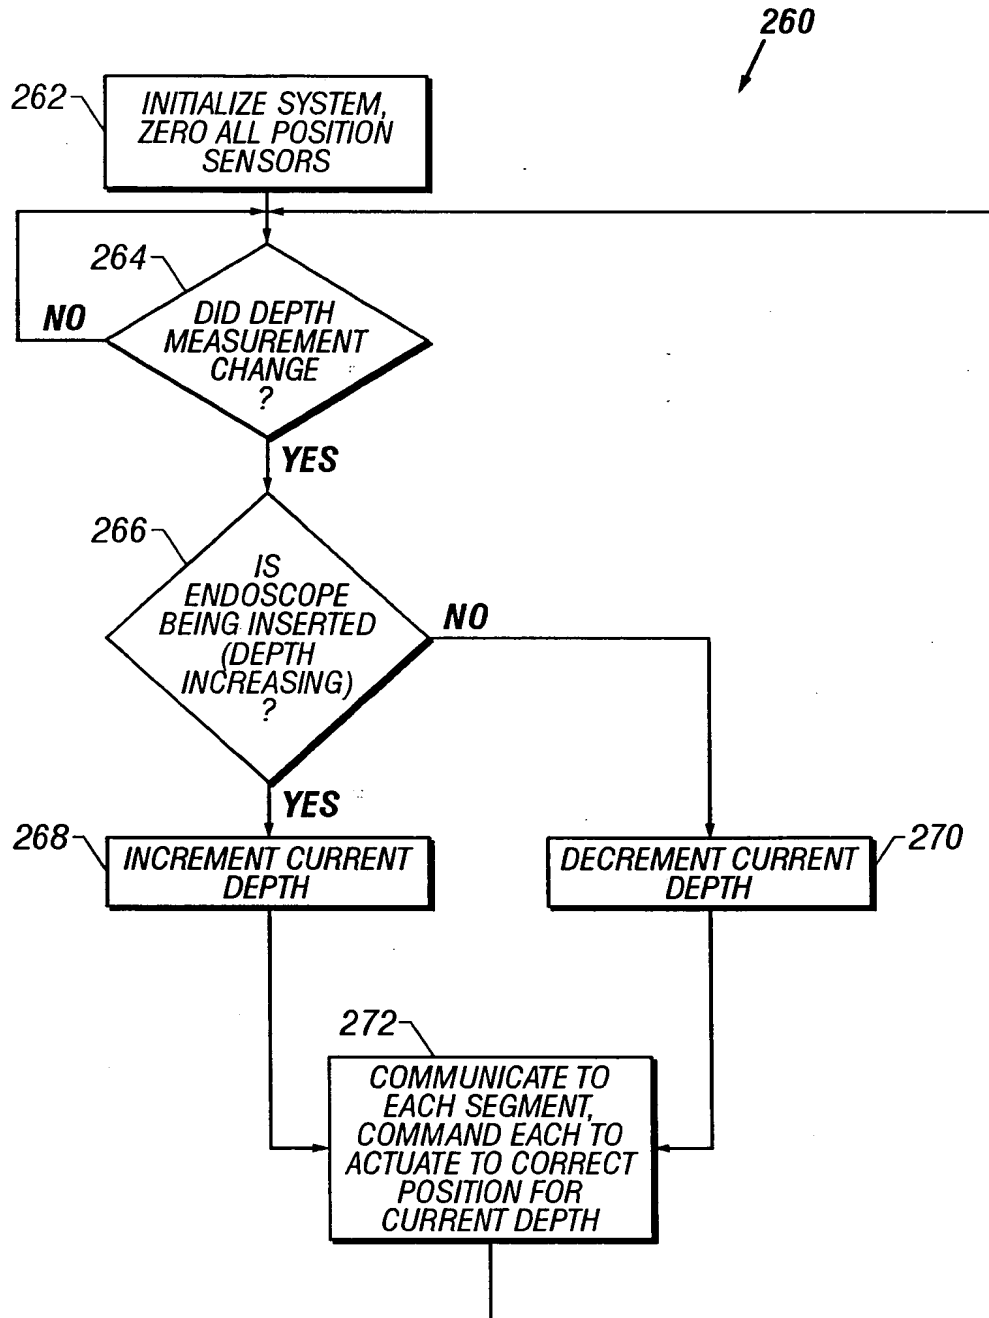 260
262
INITIALIZE SYSTEM,
ZERO ALL POSITION
SENSORS
264
NO
DID DEPTH
MEASUREMENT
CHANGE
?
YES
266
IS
ENDOSCOPE
BEING INSERTED
(DEPTH
INCREASING)
?
NO
YES
268
INCREMENT CURRENT
DEPTH
DECREMENT CURRENT
DEPTH
270
272
COMMUNICATE TO
EACH SEGMENT,
COMMAND EACH TO
ACTUATE TO CORRECT
POSITION FOR
CURRENT DEPTH